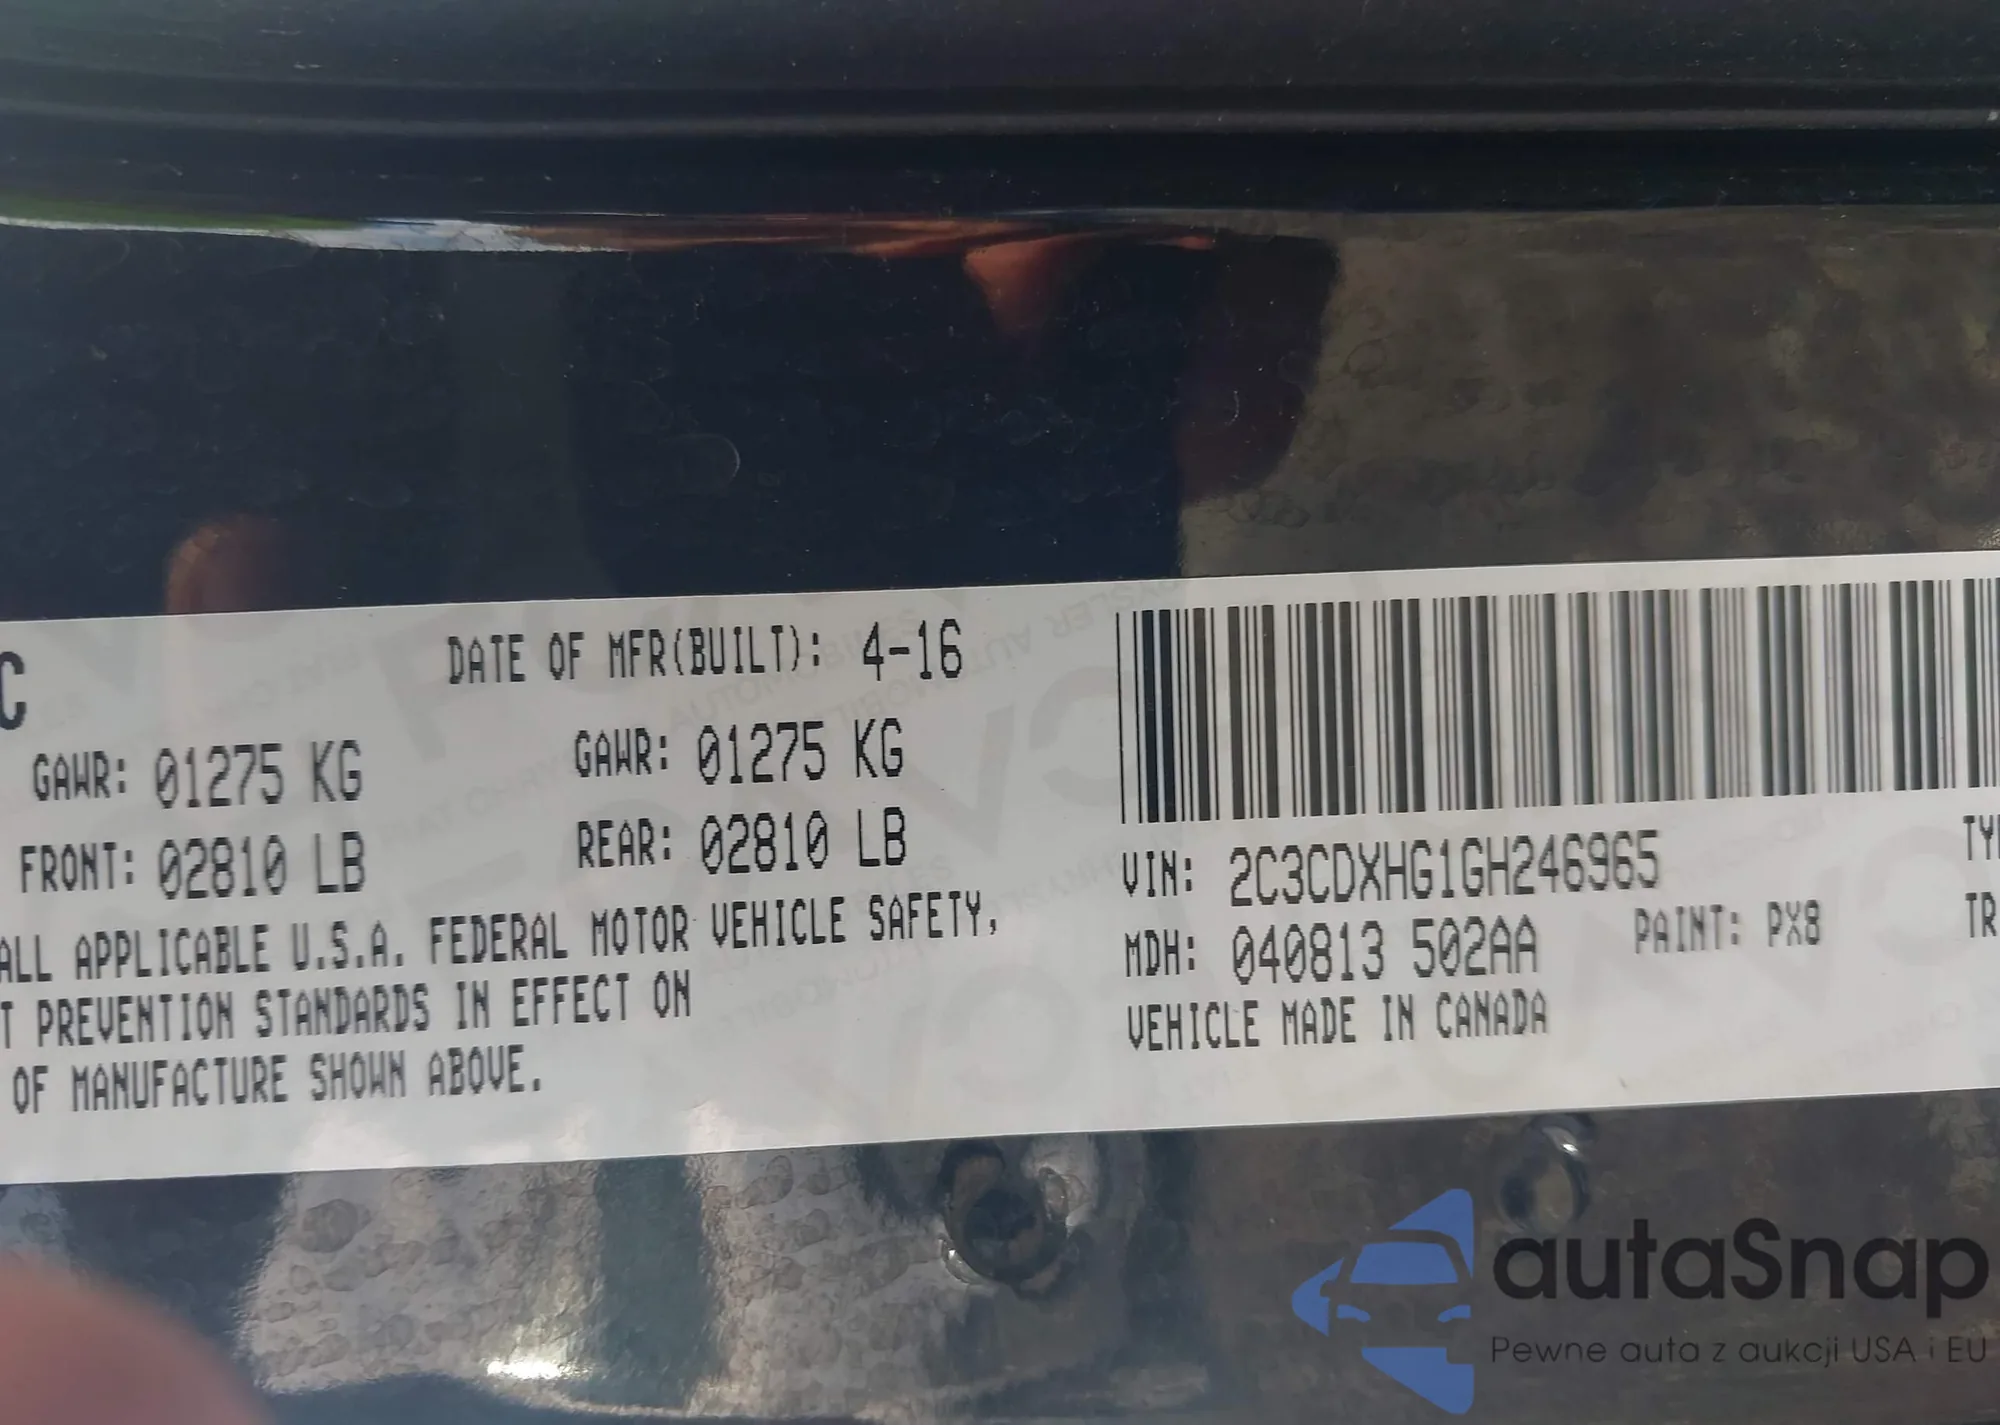 C
DATE OF MFR(BUILT): 4-16
GAWR: 01275 KG
GAWR: 01275 KG
FRONT: 02810 LB
REAR: 02810 LB
ALL APPLICABLE U.S.A. FEDERAL MOTOR VEHICLE SAFETY,
T PREVENTION STANDARDS IN EFFECT ON
OF MANUFACTURE SHOWN ABOVE.
VIN: 2C3CDXHG1GH246965
TY
MDH: 040813 502AA
PAINT: PX8
TR
VEHICLE MADE IN CANADA
autaSnap
Pewne auta z aukcji USA i EU